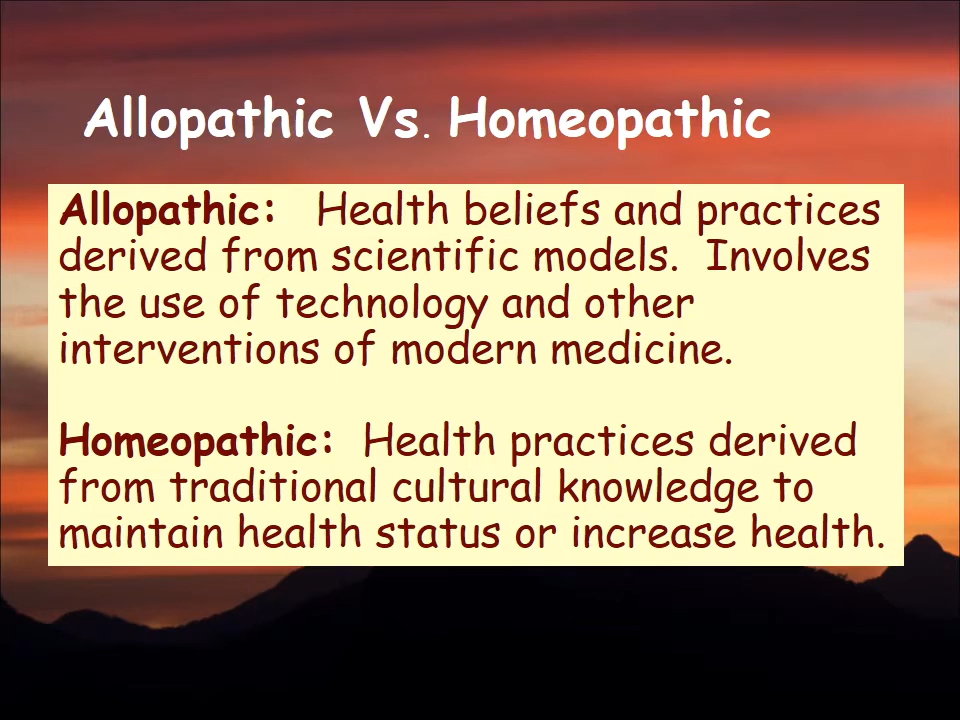 Allopathic Vs. Homeopathic
Allopathic: Health beliefs and practices
derived from scientific models. Involves
the use of technology and other
interventions of modern medicine.
Homeopathic: Health practices derived
from traditional cultural knowledge to
maintain health status or increase health.